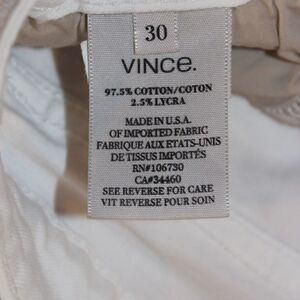 30
VINCE.
97.5% COTTON/COTON
2.5% LYCRA
MADE IN U.S.A.
OF IMPORTED FABRIC
FABRIQUE AUX ETATS-UNIS
DE TISSUS IMPORTÉS
RN#106730
CA#34460
SEE REVERSE FOR CARE
VIT REVERSE POUR SOIN